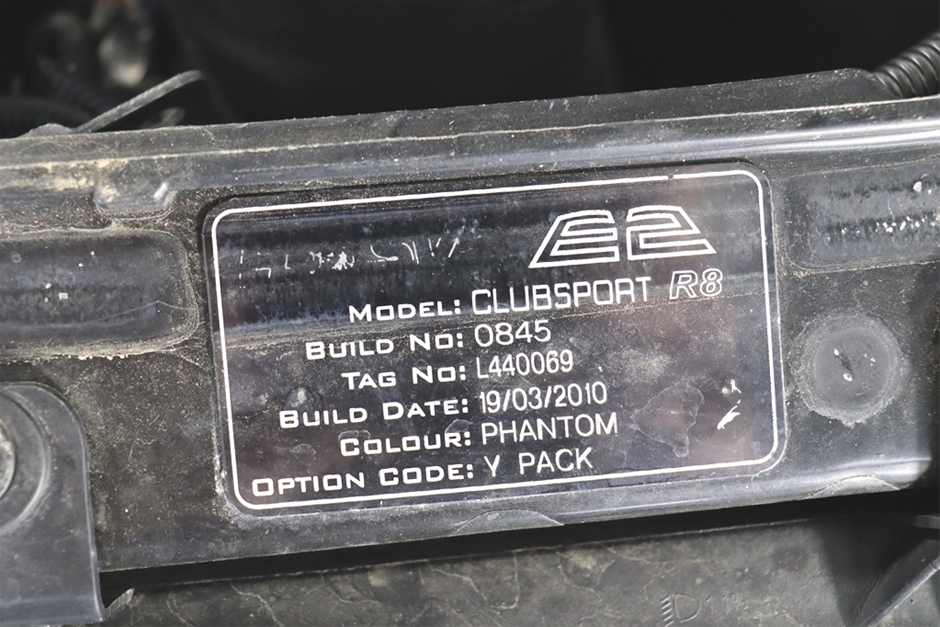 E2
MODEL: CLUBSPORT R8
BUILD NO: 0845
TAG NO: L440069
BUILD DATE: 19/03/2010
COLOUR: PHANTOM
OPTION CODE: Y PACK